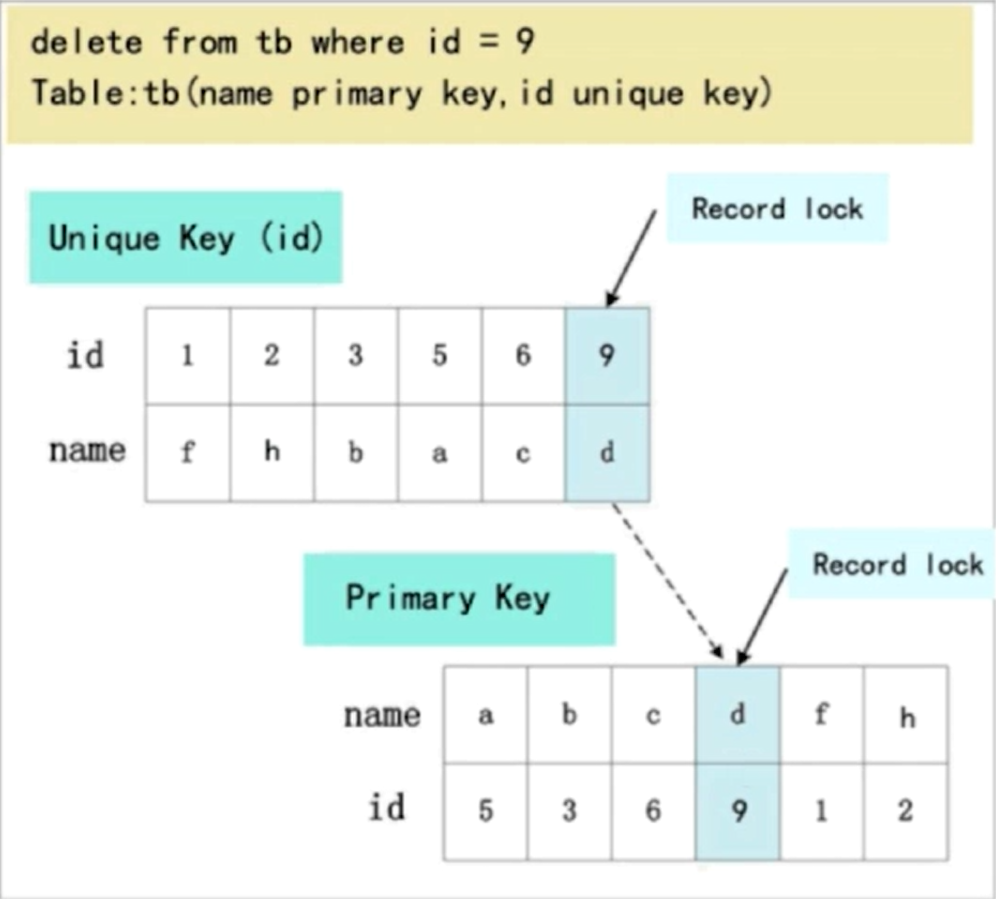 delete from tb where id = 9
Table:tb(name primary key,id unique key)
Record lock
Unique Key (id)
id 1 2 3 5 6 9
name f h b a c d
Record lock
Primary Key
name a b c d f h
id 5 3 6 9 1 2